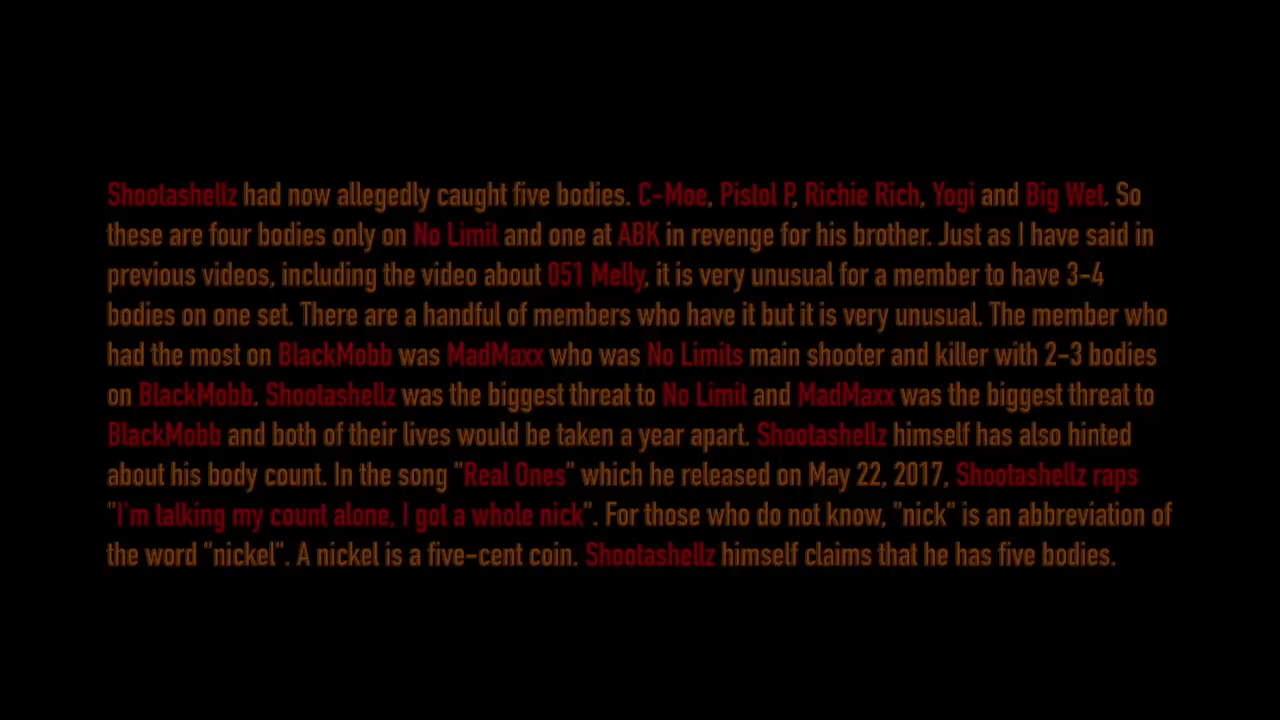 Shootashellz had now allegedly caught five bodies. C-Moe, Pistol P, Richie Rich, Yogi and Big Wet. So
these are four bodies only on No Limit and one at ABK in revenge for his brother. Just as I have said in
previous videos, including the video about 051 Melly, it is very unusual for a member to have 3-4
bodies on one set. There are a handful of members who have it but it is very unusual. The member who
had the most on BlackMobb was MadMaxx who was No Limits main shooter and killer with 2-3 bodies
on BlackMobb. Shootashellz was the biggest threat to No Limit and MadMaxx was the biggest threat to
BlackMobb and both of their lives would be taken a year apart. Shootashellz himself has also hinted
about his body count. In the song "Real Ones" which he released on May 22, 2017, Shootashellz raps
"I'm talking my count alone, I got a whole nick". For those who do not know, "nick" is an abbreviation of
the word "nickel". A nickel is a five-cent coin. Shootashellz himself claims that he has five bodies.